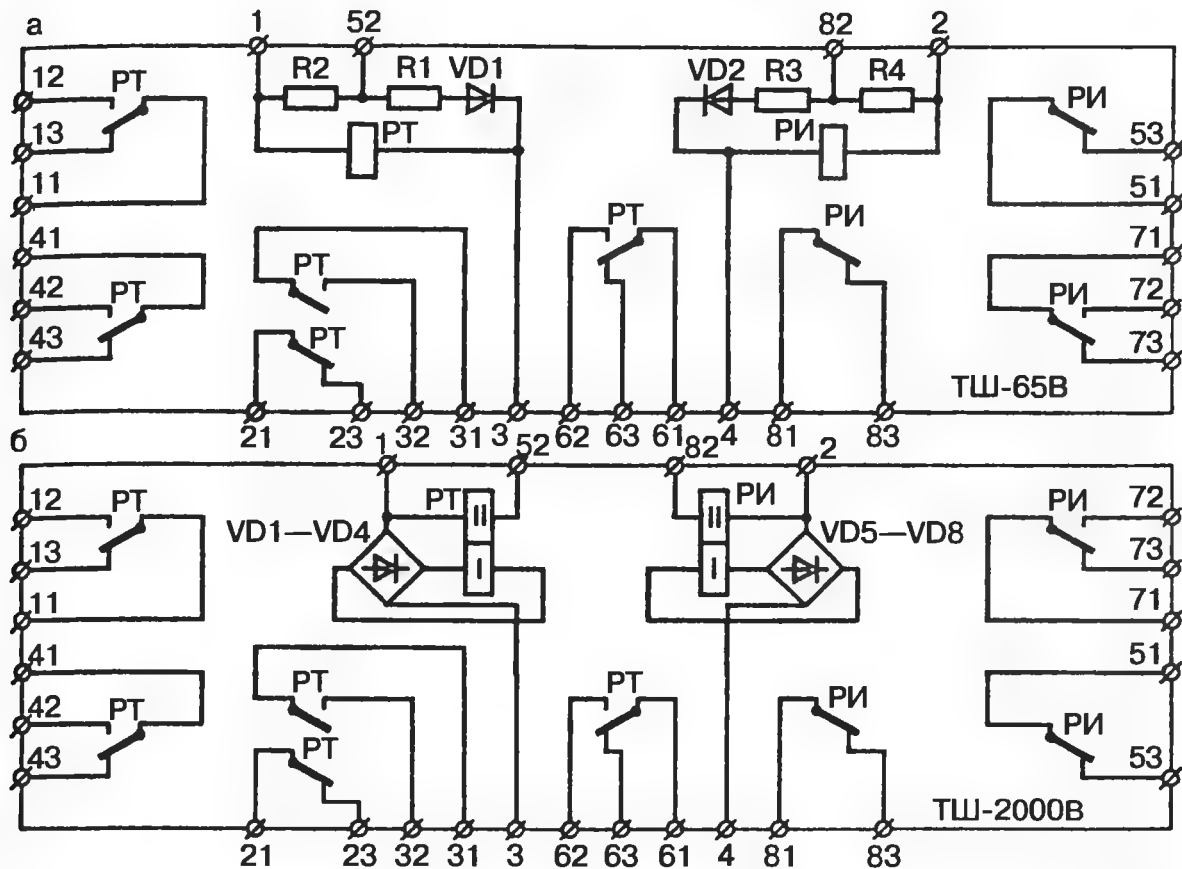 а
1 52 82 2
12 РТ R2 R1 VD1 VD2 R3 R4 РИ
13 РТ РИ 53
11 51
41 РТ РИ 71
42 РТ РТ РИ 72
43 РТ 73
ТШ-65В
21 23 32 31 3 62 63 61 4 81 83
б
1 52 82 2
12 РТ РТ II II РИ РИ 72
13 VD1—VD4 I I VD5—VD8 73
11 71
41 51
42 РТ РТ РТ РИ РИ
43 РТ 53
ТШ-2000В
21 23 32 31 3 62 63 61 4 81 83